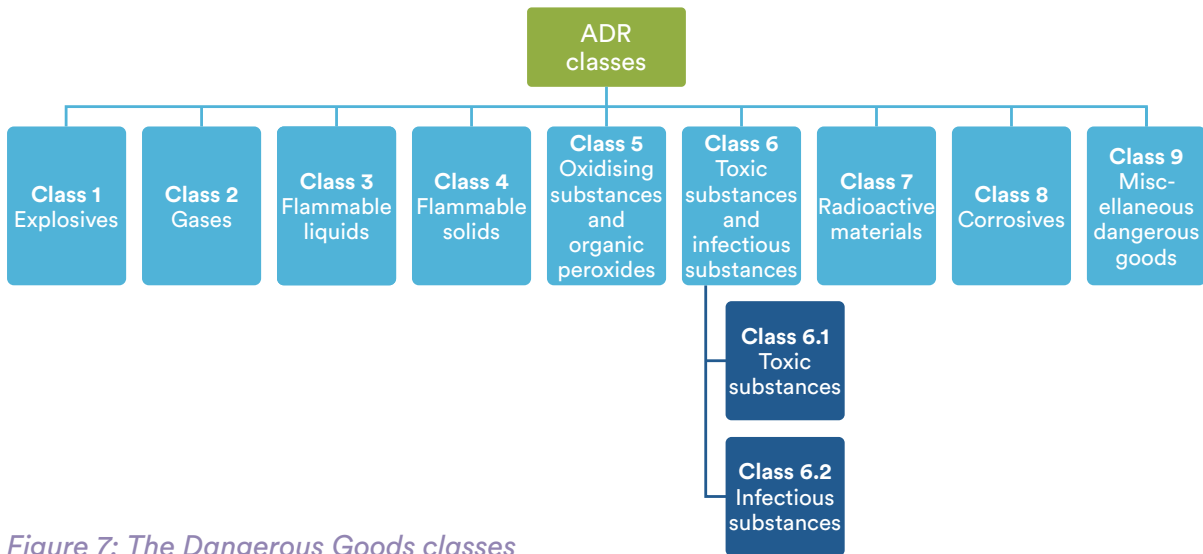 ADR
classes
Class 1
Explosives
Class 2
Gases
Class 3
Flammable
liquids
Class 4
Flammable
solids
Class 5
Oxidising
substances
and
organic
peroxides
Class 6
Toxic
substances
and
infectious
substances
Class 7
Radioactive
materials
Class 8
Corrosives
Class 9
Misc-
ellaneous
dangerous
goods
Class 6.1
Toxic
substances
Class 6.2
Infectious
substances
Figure 7: The Dangerous Goods classes